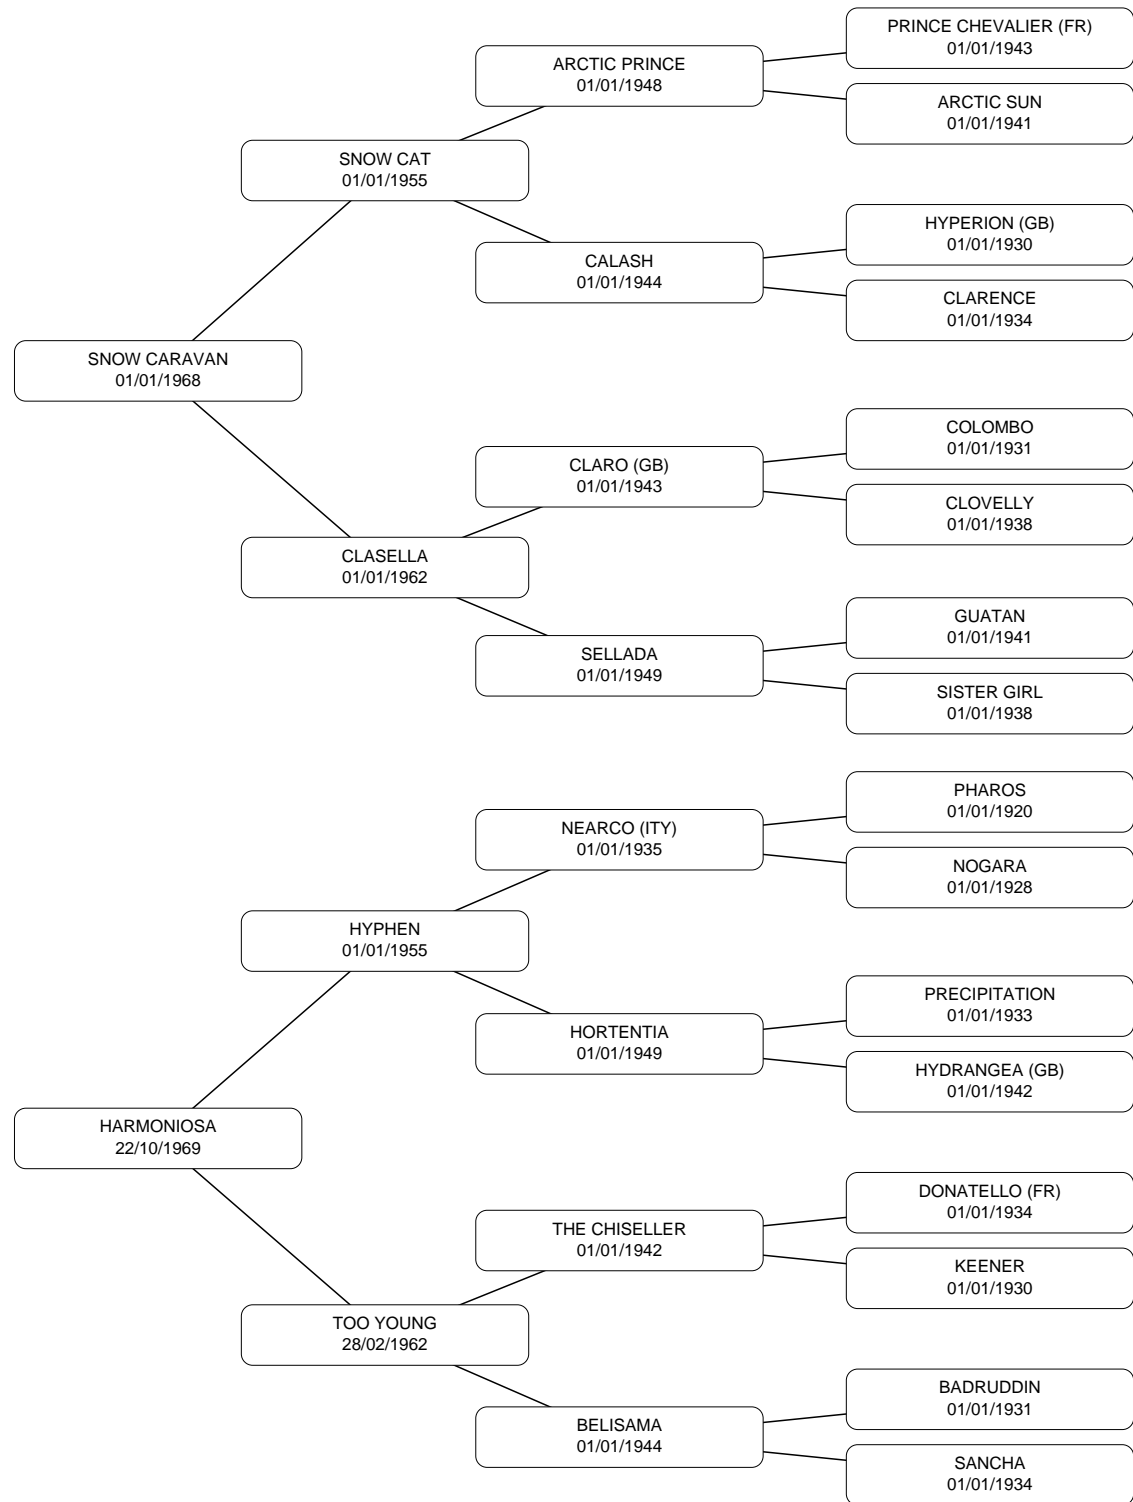 PRINCE CHEVALIER (FR)
01/01/1943
ARCTIC PRINCE
01/01/1948
ARCTIC SUN
01/01/1941
SNOW CAT
01/01/1955
HYPERION (GB)
01/01/1930
CALASH
01/01/1944
CLARENCE
01/01/1934
SNOW CARAVAN
01/01/1968
COLOMBO
01/01/1931
CLARO (GB)
01/01/1943
CLOVELLY
01/01/1938
CLASELLA
01/01/1962
GUATAN
01/01/1941
SELLADA
01/01/1949
SISTER GIRL
01/01/1938
PHAROS
01/01/1920
NEARCO (ITY)
01/01/1935
NOGARA
01/01/1928
HYPHEN
01/01/1955
PRECIPITATION
01/01/1933
HORTENTIA
01/01/1949
HYDRANGEA (GB)
01/01/1942
HARMONIOSA
22/10/1969
DONATELLO (FR)
01/01/1934
THE CHISELLER
01/01/1942
KEENER
01/01/1930
TOO YOUNG
28/02/1962
BADRUDDIN
01/01/1931
BELISAMA
01/01/1944
SANCHA
01/01/1934